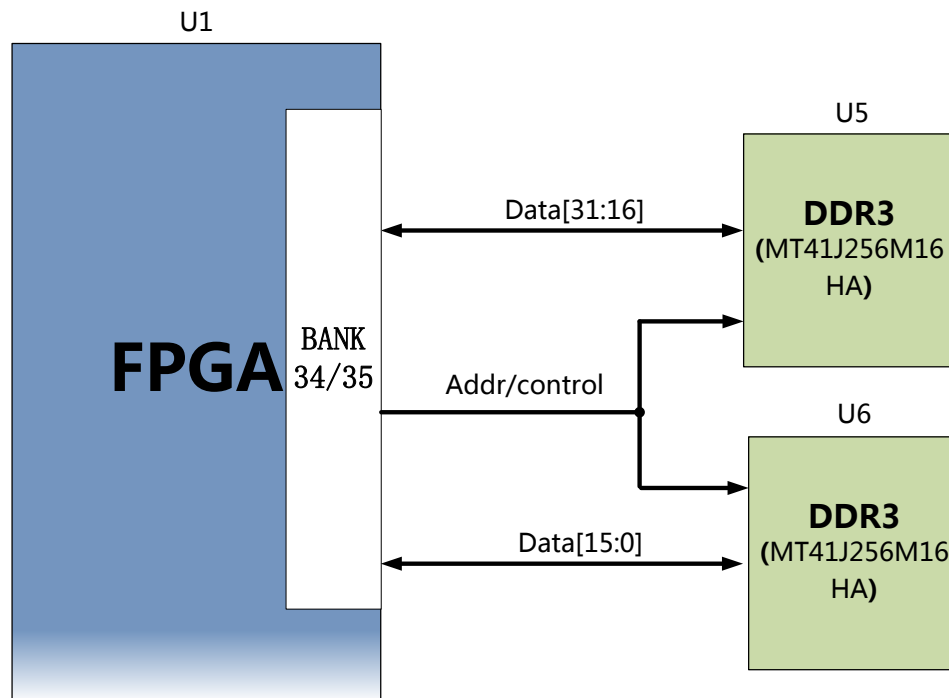 U1
U5
Data[31:16]
DDR3
(MT41J256M16
HA)
FPGA
BANK
34/35
Addr/control
U6
Data[15:0]
DDR3
(MT41J256M16
HA)